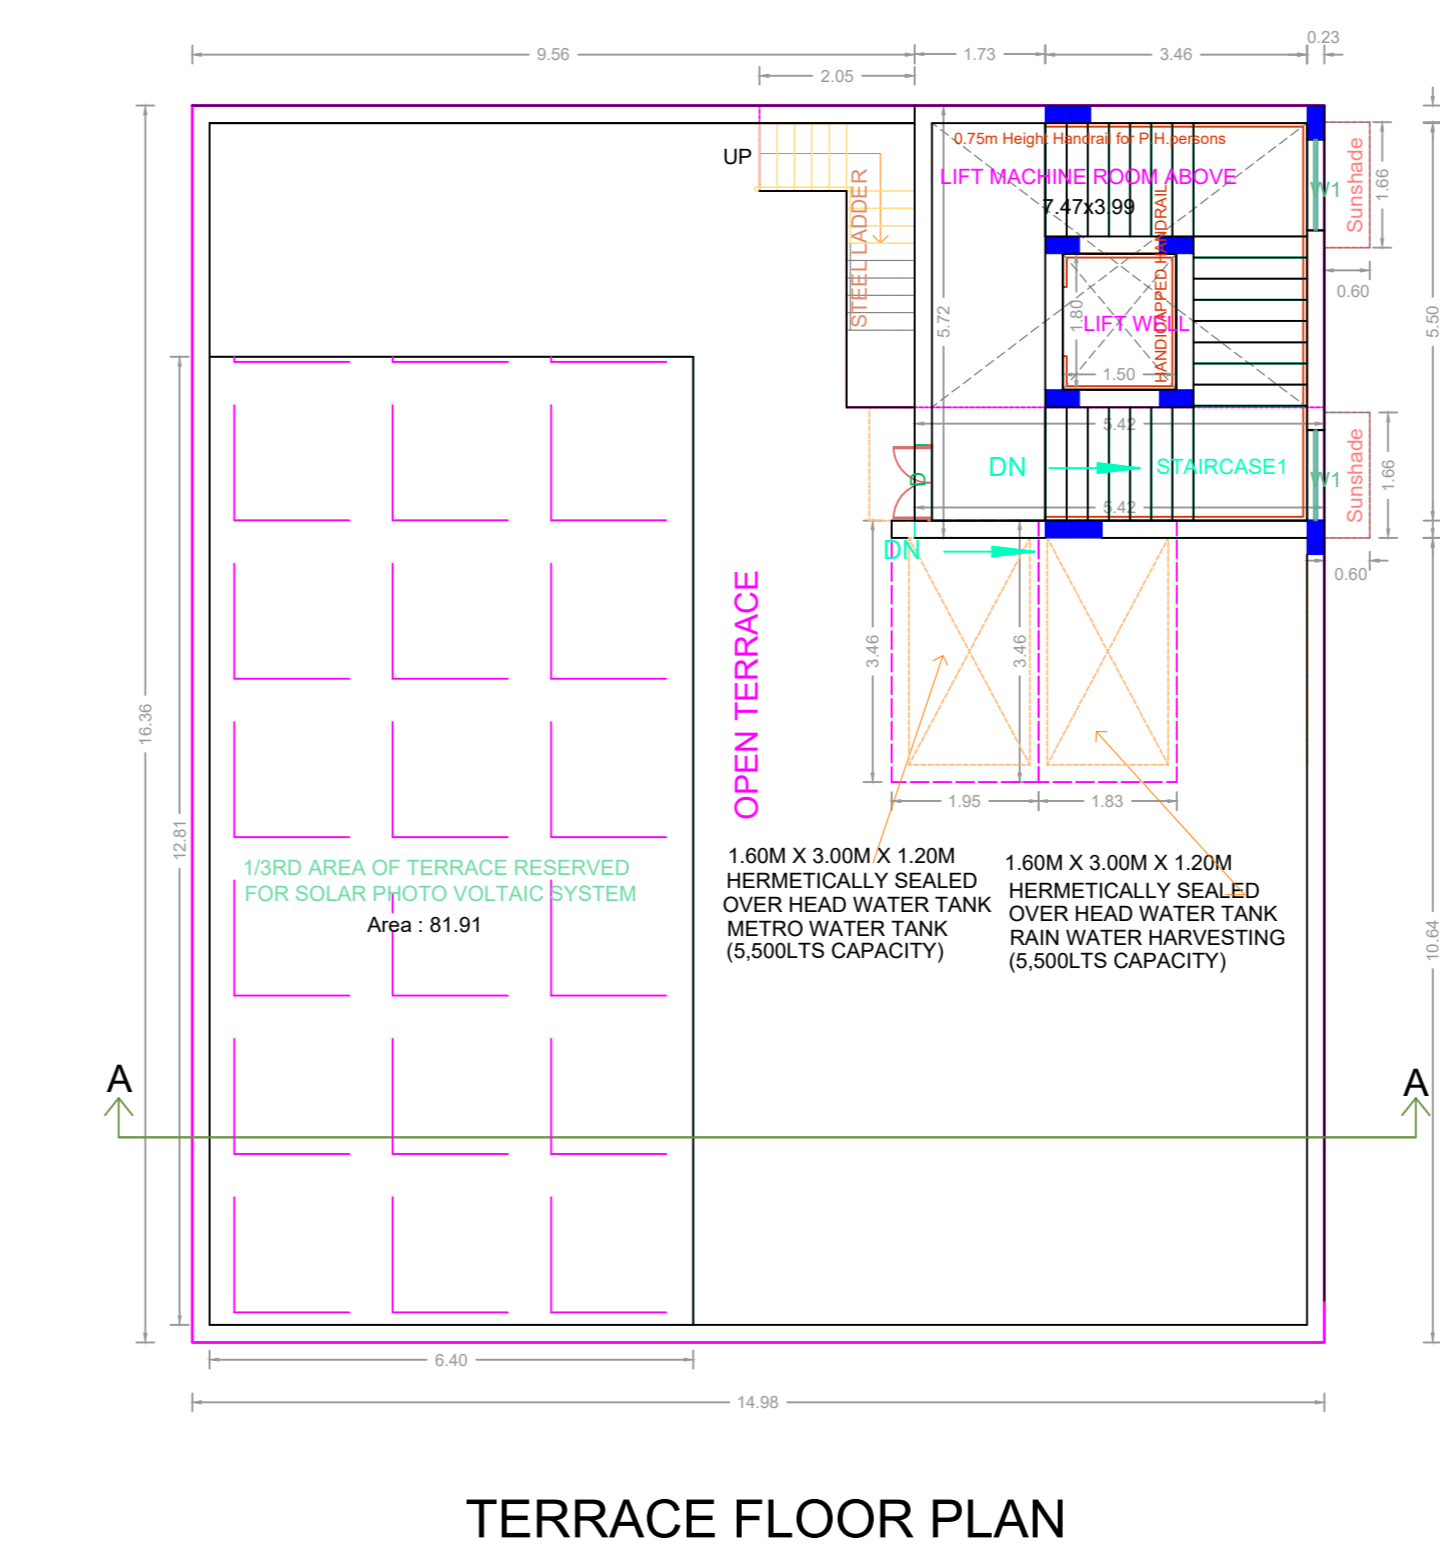 0.23
9.56
1.73
3.46
2.05
0.75m Height Handrail for P.H.persons
UP
LIFT MACHINE ROOM ABOVE
7.47x3.99
W1
Sunshade
1.66
0.60
STEEL LADDER
HANDICAPPED HANDRAIL
5.72
1.80
LIFT WELL
1.50
5.50
5.42
D
DN
STAIRCASE1
W1
Sunshade
1.66
5.42
DN
0.60
OPEN TERRACE
3.46
3.46
16.36
12.81
1.95
1.83
1/3RD AREA OF TERRACE RESERVED
FOR SOLAR PHOTO VOLTAIC SYSTEM
Area : 81.91
1.60M X 3.00M X 1.20M
HERMETICALLY SEALED
OVER HEAD WATER TANK
METRO WATER TANK
(5,500LTS CAPACITY)
1.60M X 3.00M X 1.20M
HERMETICALLY SEALED
OVER HEAD WATER TANK
RAIN WATER HARVESTING
(5,500LTS CAPACITY)
10.64
A
A
6.40
14.98
TERRACE FLOOR PLAN